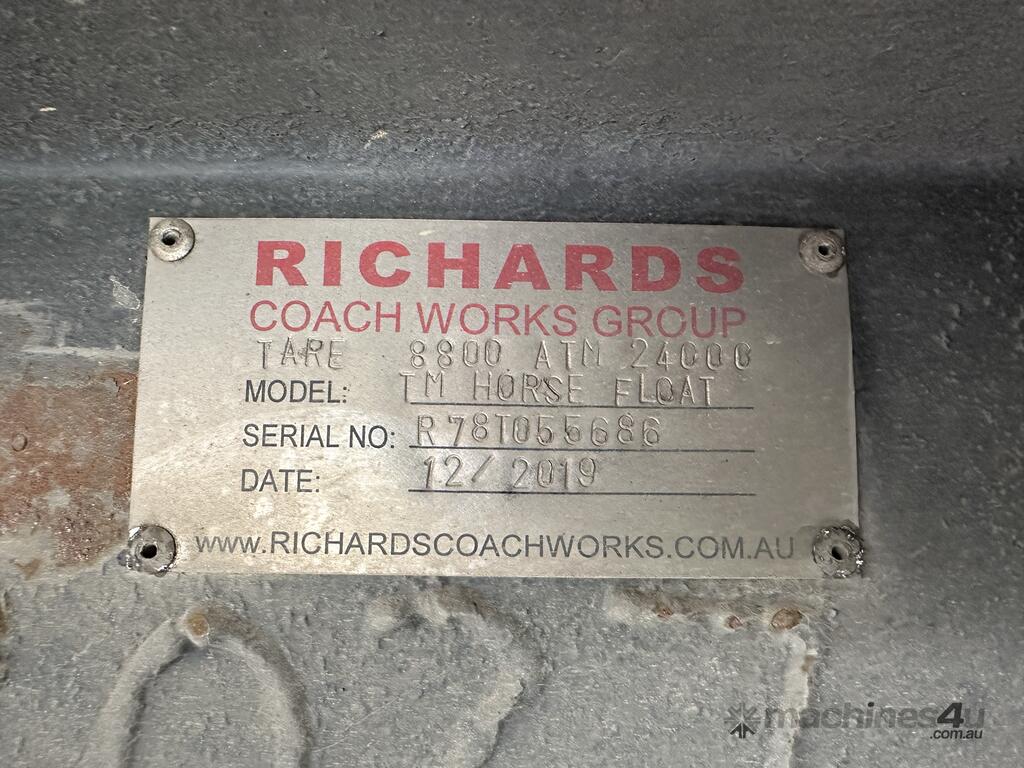 RICHARDS
COACH WORKS GROUP
TARE 8800 ATM 24000
MODEL: TM HORSE FLOAT
SERIAL NO: R78T055686
DATE: 12/2019
www.RICHARDSCOACHWORKS.COM.AU
machines4u
.com.au